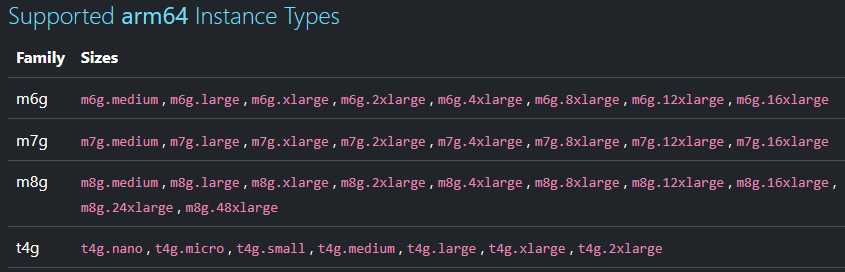 Supported arm64 Instance Types
Family Sizes
m6g m6g.medium , m6g.large , m6g.xlarge , m6g.2xlarge , m6g.4xlarge , m6g.8xlarge , m6g.12xlarge , m6g.16xlarge
m7g m7g.medium , m7g.large , m7g.xlarge , m7g.2xlarge , m7g.4xlarge , m7g.8xlarge , m7g.12xlarge , m7g.16xlarge
m8g m8g.medium , m8g.large , m8g.xlarge , m8g.2xlarge , m8g.4xlarge , m8g.8xlarge , m8g.12xlarge , m8g.16xlarge ,
m8g.24xlarge , m8g.48xlarge
t4g t4g.nano , t4g.micro , t4g.small , t4g.medium , t4g.large , t4g.xlarge , t4g.2xlarge